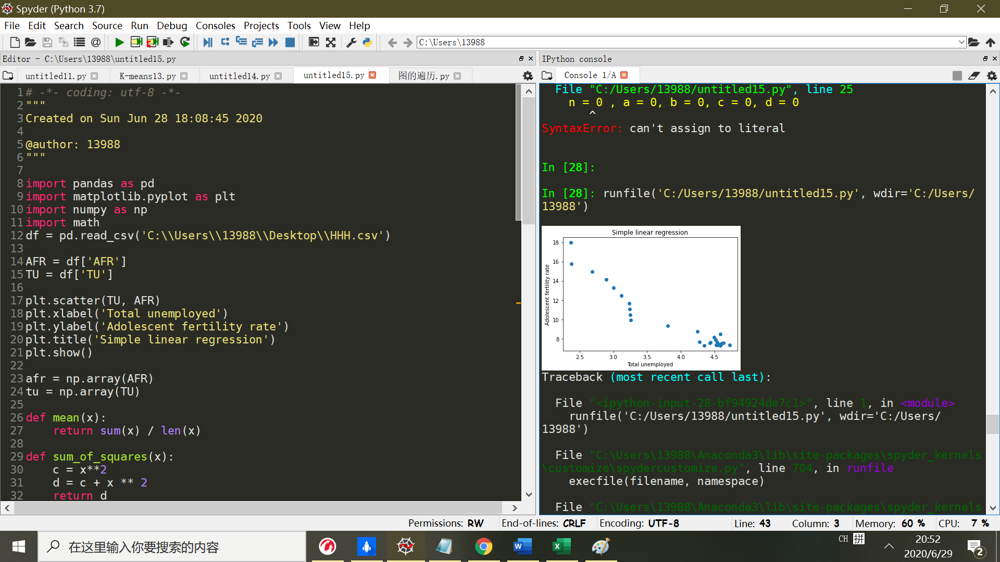 Spyder (Python 3.7)
File Edit Search Source Run Debug Consoles Projects Tools View Help
C:\Users\13988
Editor - C:\Users\13988\untitled15.py
untitled11.py K-means13.py untitled14.py untitled15.py 图的遍历.py
1 # -*- coding: utf-8 -*-
2 """
3 Created on Sun Jun 28 18:08:45 2020
4
5 @author: 13988
6 """
7
8 import pandas as pd
9 import matplotlib.pyplot as plt
10 import numpy as np
11 import math
12 df = pd.read_csv('C:\\Users\\13988\\Desktop\\HHH.csv')
13
14 AFR = df['AFR']
15 TU = df['TU']
16
17 plt.scatter(TU, AFR)
18 plt.xlabel('Total unemployed')
19 plt.ylabel('Adolescent fertility rate')
20 plt.title('Simple linear regression')
21 plt.show()
22
23 afr = np.array(AFR)
24 tu = np.array(TU)
25
26 def mean(x):
27     return sum(x) / len(x)
28
29 def sum_of_squares(x):
30     c = x**2
31     d = c + x ** 2
32     return d
IPython console
Console 1/A
File "C:/Users/13988/untitled15.py", line 25
n = 0 , a = 0, b = 0, c = 0, d = 0
^
SyntaxError: can't assign to literal
In [28]:
In [28]: runfile('C:/Users/13988/untitled15.py', wdir='C:/Users/
13988')
Simple linear regression
18
16
14
12
10
8
Adolescent fertility rate
2.5 3.0 3.5 4.0 4.5
Total unemployed
Traceback (most recent call last):
File "<ipython-input-28-bf94924de7c1>", line 1, in <module>
runfile('C:/Users/13988/untitled15.py', wdir='C:/Users/
13988')
File "C:\Users\13988\Anaconda3\lib\site-packages\spyder_kernels
\customize\spydercustomize.py", line 704, in runfile
execfile(filename, namespace)
File "C:\Users\13988\Anaconda3\lib\site-packages\spyder_kernels
Permissions: RW End-of-lines: CRLF Encoding: UTF-8 Line: 43 Column: 3 Memory: 60 % CPU: 7 %
在这里输入你要搜索的内容
CH 拼
20:52
2020/6/29
2